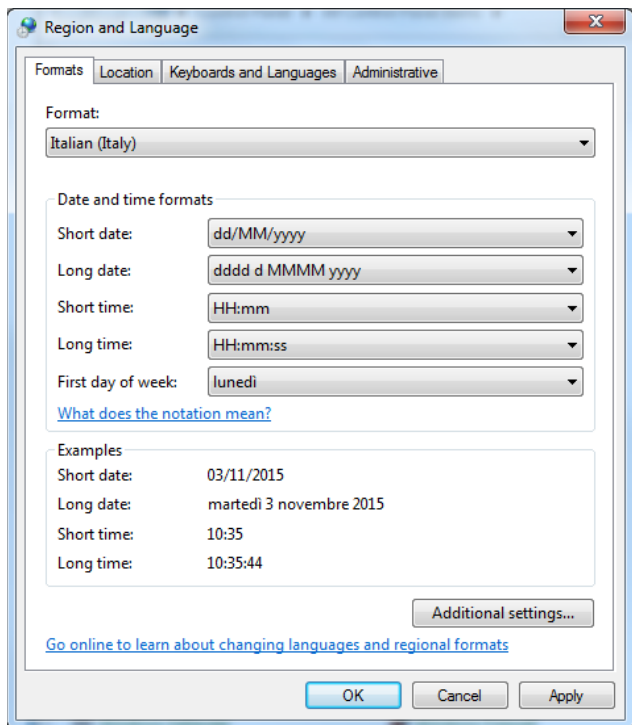 Region and Language
Formats Location Keyboards and Languages Administrative
Format:
Italian (Italy)
Date and time formats
Short date: dd/MM/yyyy
Long date: dddd d MMMM yyyy
Short time: HH:mm
Long time: HH:mm:ss
First day of week: lunedì
What does the notation mean?
Examples
Short date: 03/11/2015
Long date: martedì 3 novembre 2015
Short time: 10:35
Long time: 10:35:44
Additional settings...
Go online to learn about changing languages and regional formats
OK Cancel Apply